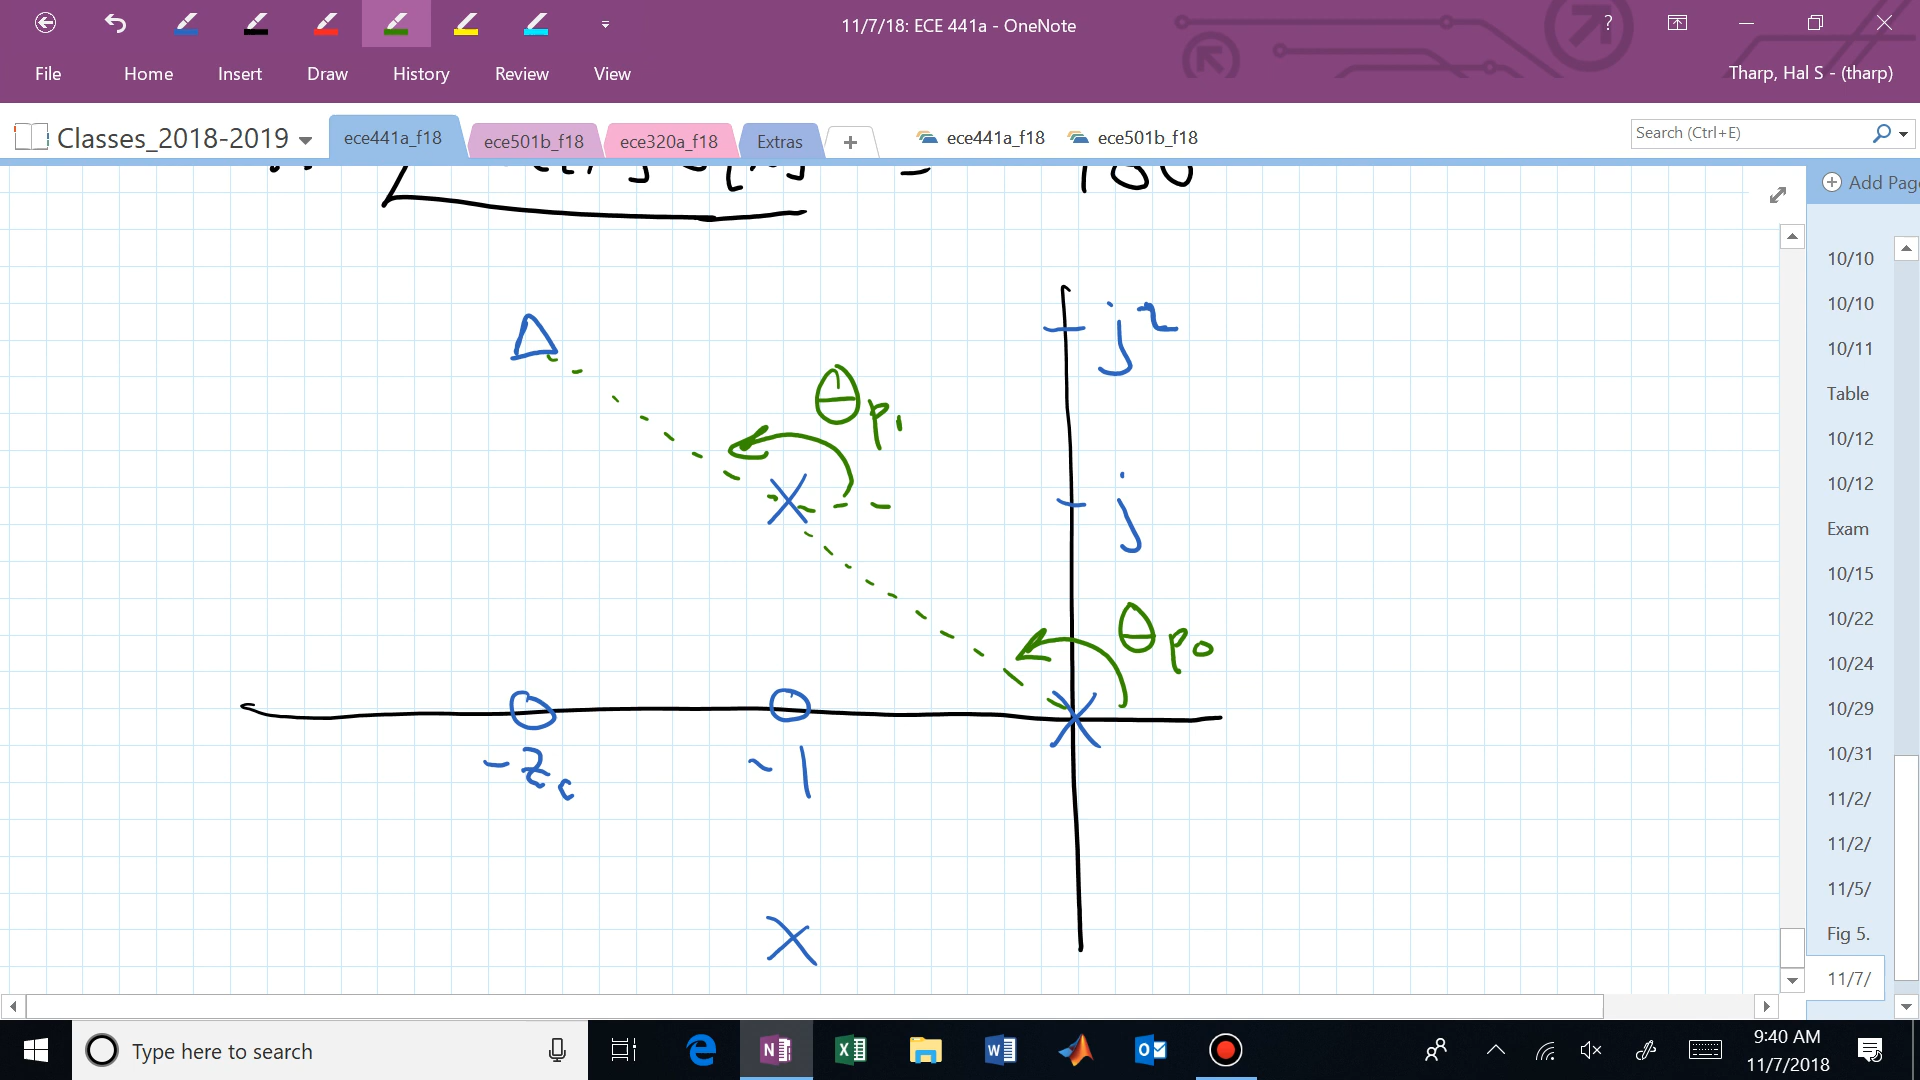 11/7/18: ECE 441a - OneNote
?
File Home Insert Draw History Review View
Tharp, Hal S - (tharp)
Classes_2018-2019
ece441a_f18 ece501b_f18 ece320a_f18 Extras + ece441a_f18 ece501b_f18
Search (Ctrl+E)
= 180
Add Page
10/10
10/10
10/11
Table
10/12
10/12
Exam
10/15
10/22
10/24
10/29
10/31
11/2/
11/2/
11/5/
Fig 5.
11/7/
j2
Δ
θp1
j
θp0
-zc
-1
Type here to search
9:40 AM
11/7/2018